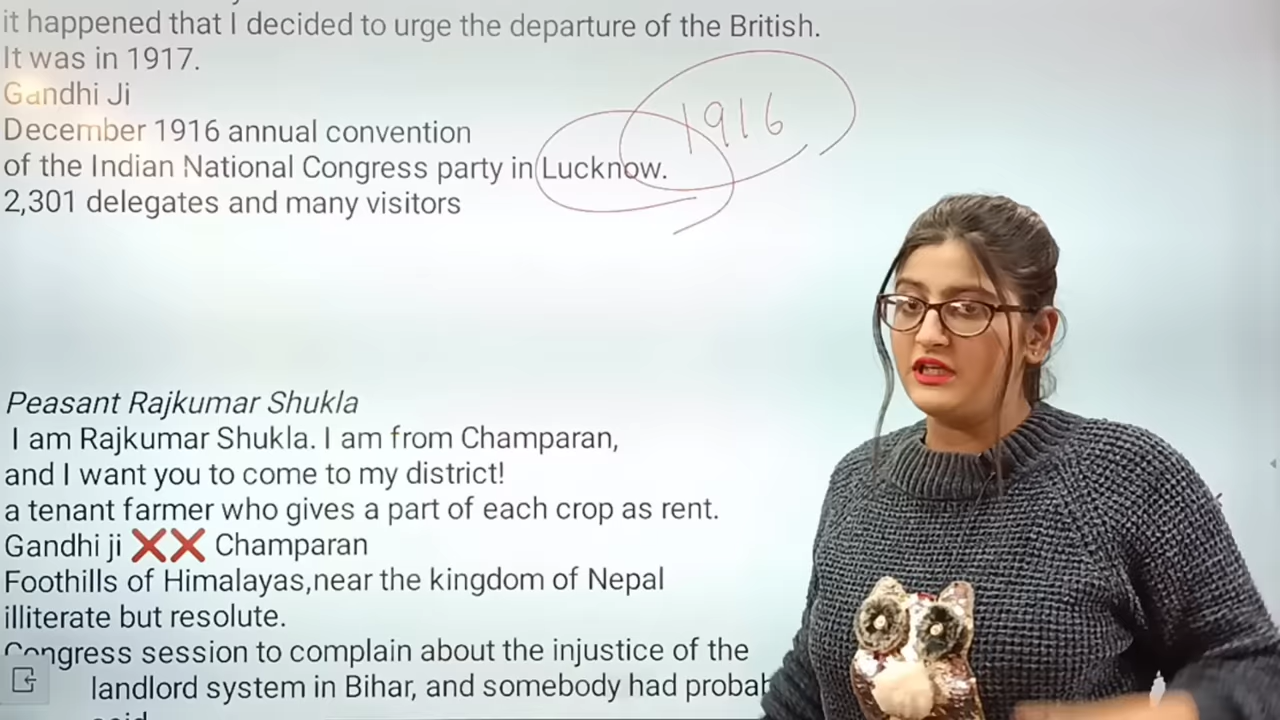 it happened that I decided to urge the departure of the British.
It was in 1917.
Gandhi Ji
1916
December 1916 annual convention
of the Indian National Congress party in Lucknow.
2,301 delegates and many visitors
Peasant Rajkumar Shukla
I am Rajkumar Shukla. I am from Champaran,
and I want you to come to my district!
a tenant farmer who gives a part of each crop as rent.
Gandhi ji ❌❌ Champaran
Foothills of Himalayas,near the kingdom of Nepal
illiterate but resolute.
Congress session to complain about the injustice of the
landlord system in Bihar, and somebody had probab
said